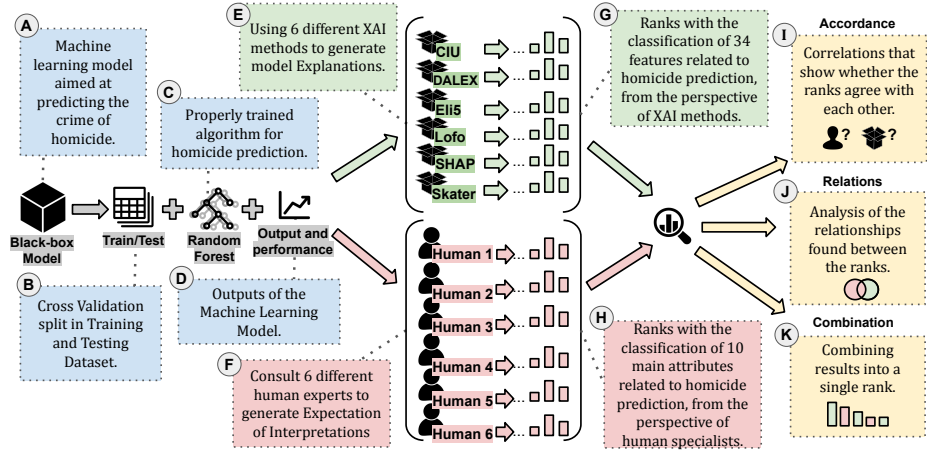 A
Machine
learning model
aimed at
predicting the
crime of
homicide.
Black-box
Model
B
Cross Validation
split in Training
and Testing
Dataset.
Train/Test
C
Properly trained
algorithm for
homicide prediction.
Random
Forest
Output and
performance
D
Outputs of the
Machine Learning
Model.
E
Using 6 different XAI
methods to generate
model Explanations.
F
Consult 6 different
human experts to
generate Expectation
of Interpretations
CIU
...
DALEX
...
Eli5
...
Lofo
...
SHAP
...
Skater
...
Human 1
...
Human 2
...
Human 3
...
Human 4
...
Human 5
...
Human 6
...
G
Ranks with the
classification of 34
features related to
homicide prediction,
from the perspective
of XAI methods.
H
Ranks with the
classification of 10
main attributes
related to homicide
prediction, from the
perspective of
human specialists.
Accordance
I
Correlations that
show whether the
ranks agree with
each other.
? ?
Relations
J
Analysis of the
relationships
found between
the ranks.
Combination
K
Combining
results into a
single rank.